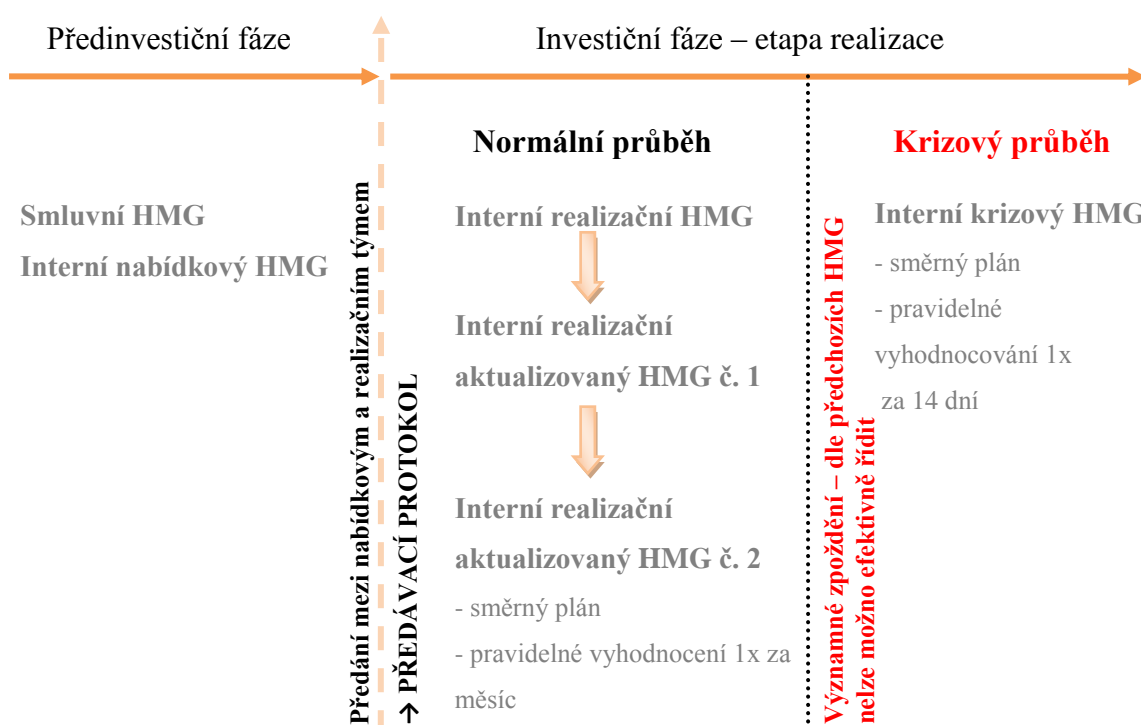 Předinvestiční fáze
Investiční fáze – etapa realizace
Smluvní HMG
Interní nabídkový HMG
Předání mezi nabídkovým a realizačním týmem
→ PŘEDÁVACÍ PROTOKOL
Normální průběh
Interní realizační HMG
Interní realizační
aktualizovaný HMG č. 1
Interní realizační
aktualizovaný HMG č. 2
- směrný plán
- pravidelné vyhodnocení 1x za
měsíc
Významné zpoždění – dle předchozích HMG
nelze možno efektivně řídit
Krizový průběh
Interní krizový HMG
- směrný plán
- pravidelné
vyhodnocování 1x
za 14 dní